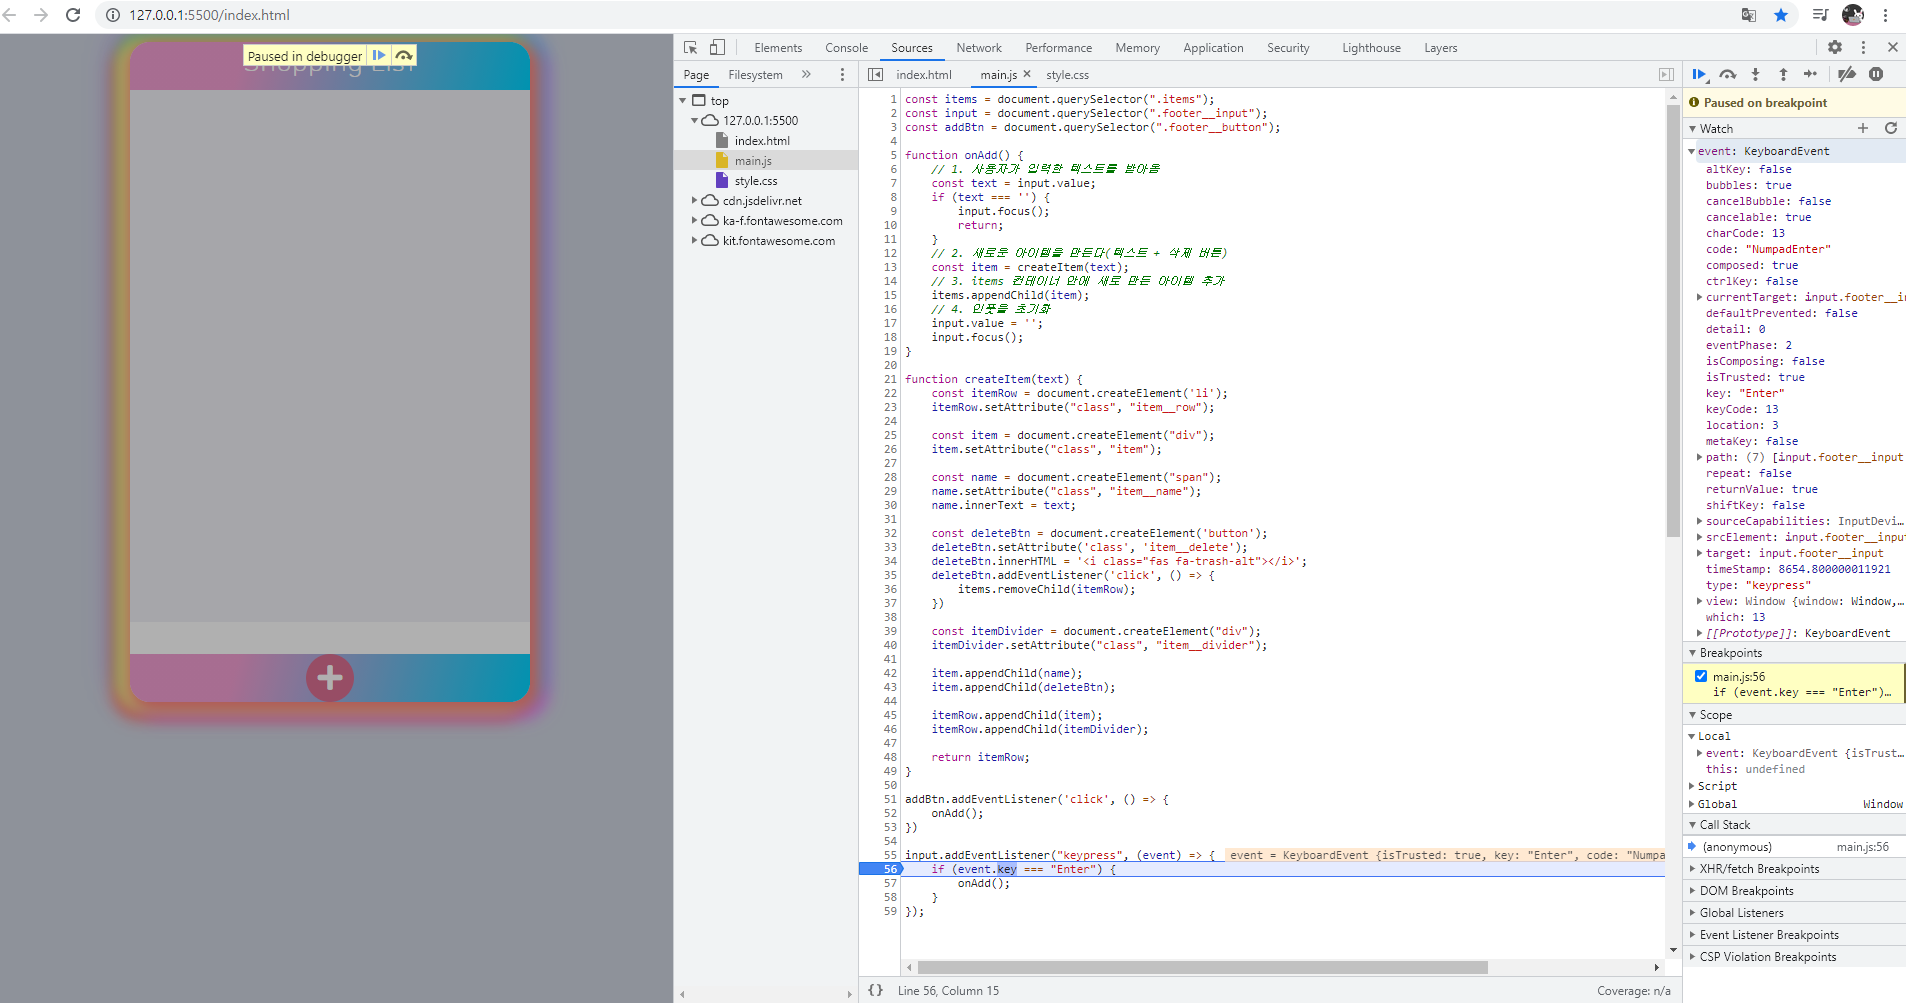 127.0.0.1:5500/index.html
Paused in debugger
Shopping List
Elements Console Sources Network Performance Memory Application Security Lighthouse Layers
Page Filesystem »
index.html main.js × style.css
top
127.0.0.1:5500
index.html
main.js
style.css
cdn.jsdelivr.net
ka-f.fontawesome.com
kit.fontawesome.com
1 const items = document.querySelector(".items");
2 const input = document.querySelector(".footer__input");
3 const addBtn = document.querySelector(".footer__button");
4
5 function onAdd() {
6 // 1. 사용자가 입력한 텍스트를 받아옴
7 const text = input.value;
8 if (text === '') {
9 input.focus();
10 return;
11 }
12 // 2. 새로운 아이템을 만든다(텍스트 + 삭제 버튼)
13 const item = createItem(text);
14 // 3. items 컨테이너 안에 새로 만든 아이템 추가
15 items.appendChild(item);
16 // 4. 인풋을 초기화
17 input.value = '';
18 input.focus();
19 }
20
21 function createItem(text) {
22 const itemRow = document.createElement('li');
23 itemRow.setAttribute("class", "item__row");
24
25 const item = document.createElement("div");
26 item.setAttribute("class", "item");
27
28 const name = document.createElement("span");
29 name.setAttribute("class", "item__name");
30 name.innerText = text;
31
32 const deleteBtn = document.createElement('button');
33 deleteBtn.setAttribute('class', 'item__delete');
34 deleteBtn.innerHTML = '<i class="fas fa-trash-alt"></i>';
35 deleteBtn.addEventListener('click', () => {
36 items.removeChild(itemRow);
37 })
38
39 const itemDivider = document.createElement("div");
40 itemDivider.setAttribute("class", "item__divider");
41
42 item.appendChild(name);
43 item.appendChild(deleteBtn);
44
45 itemRow.appendChild(item);
46 itemRow.appendChild(itemDivider);
47
48 return itemRow;
49 }
50
51 addBtn.addEventListener('click', () => {
52 onAdd();
53 })
54
55 input.addEventListener("keypress", (event) => { event = KeyboardEvent {isTrusted: true, key: "Enter", code: "Numpa
56 if (event.key === "Enter") {
57 onAdd();
58 }
59 });
{} Line 56, Column 15
Coverage: n/a
Paused on breakpoint
Watch
event: KeyboardEvent
altKey: false
bubbles: true
cancelBubble: false
cancelable: true
charCode: 13
code: "NumpadEnter"
composed: true
ctrlKey: false
currentTarget: input.footer__i
defaultPrevented: false
detail: 0
eventPhase: 2
isComposing: false
isTrusted: true
key: "Enter"
keyCode: 13
location: 3
metaKey: false
path: (7) [input.footer__input
repeat: false
returnValue: true
shiftKey: false
sourceCapabilities: InputDevi…
srcElement: input.footer__input
target: input.footer__input
timeStamp: 8654.800000011921
type: "keypress"
view: Window {window: Window,…
which: 13
[[Prototype]]: KeyboardEvent
Breakpoints
main.js:56
if (event.key === "Enter")…
Scope
Local
event: KeyboardEvent {isTrust…
this: undefined
Script
Global Window
Call Stack
(anonymous) main.js:56
XHR/fetch Breakpoints
DOM Breakpoints
Global Listeners
Event Listener Breakpoints
CSP Violation Breakpoints